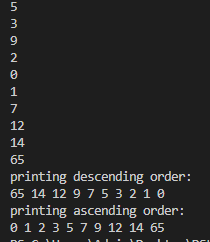 5
3
9
2
0
1
7
12
14
65
printing descending order:
65 14 12 9 7 5 3 2 1 0
printing ascending order:
0 1 2 3 5 7 9 12 14 65